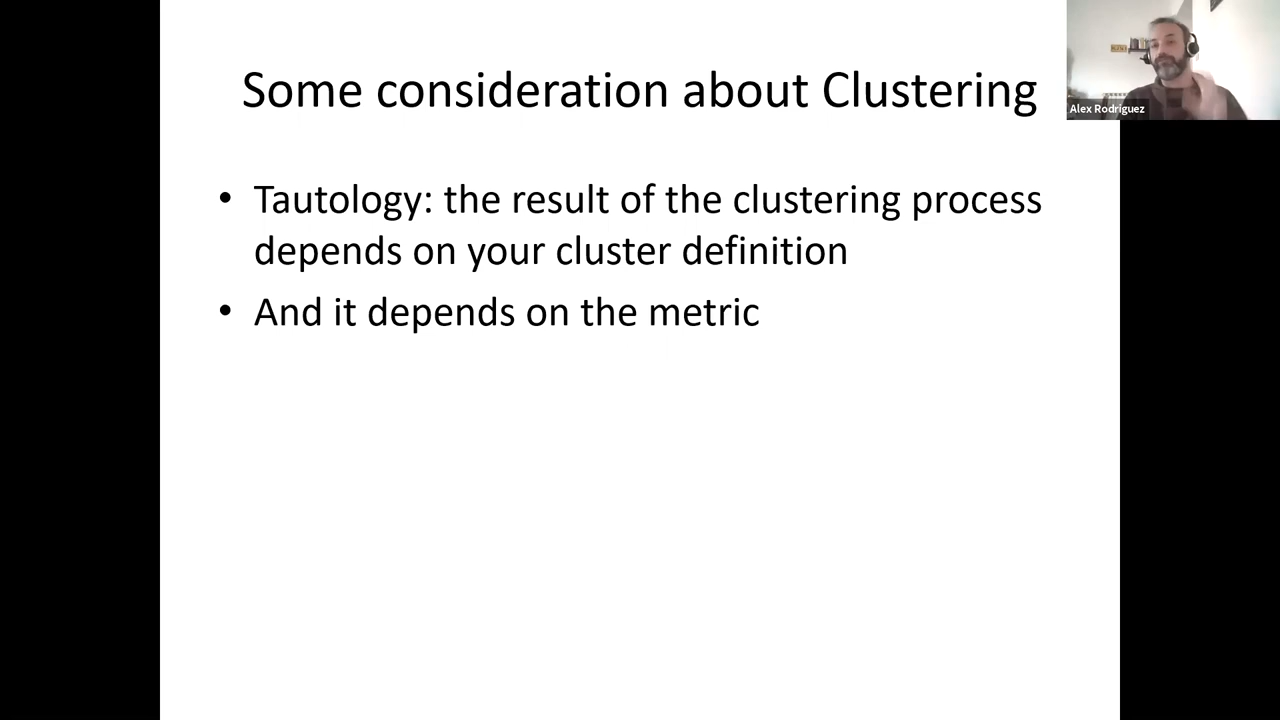 Some consideration about Clustering
Alex Rodríguez
• Tautology: the result of the clustering process
depends on your cluster definition
• And it depends on the metric